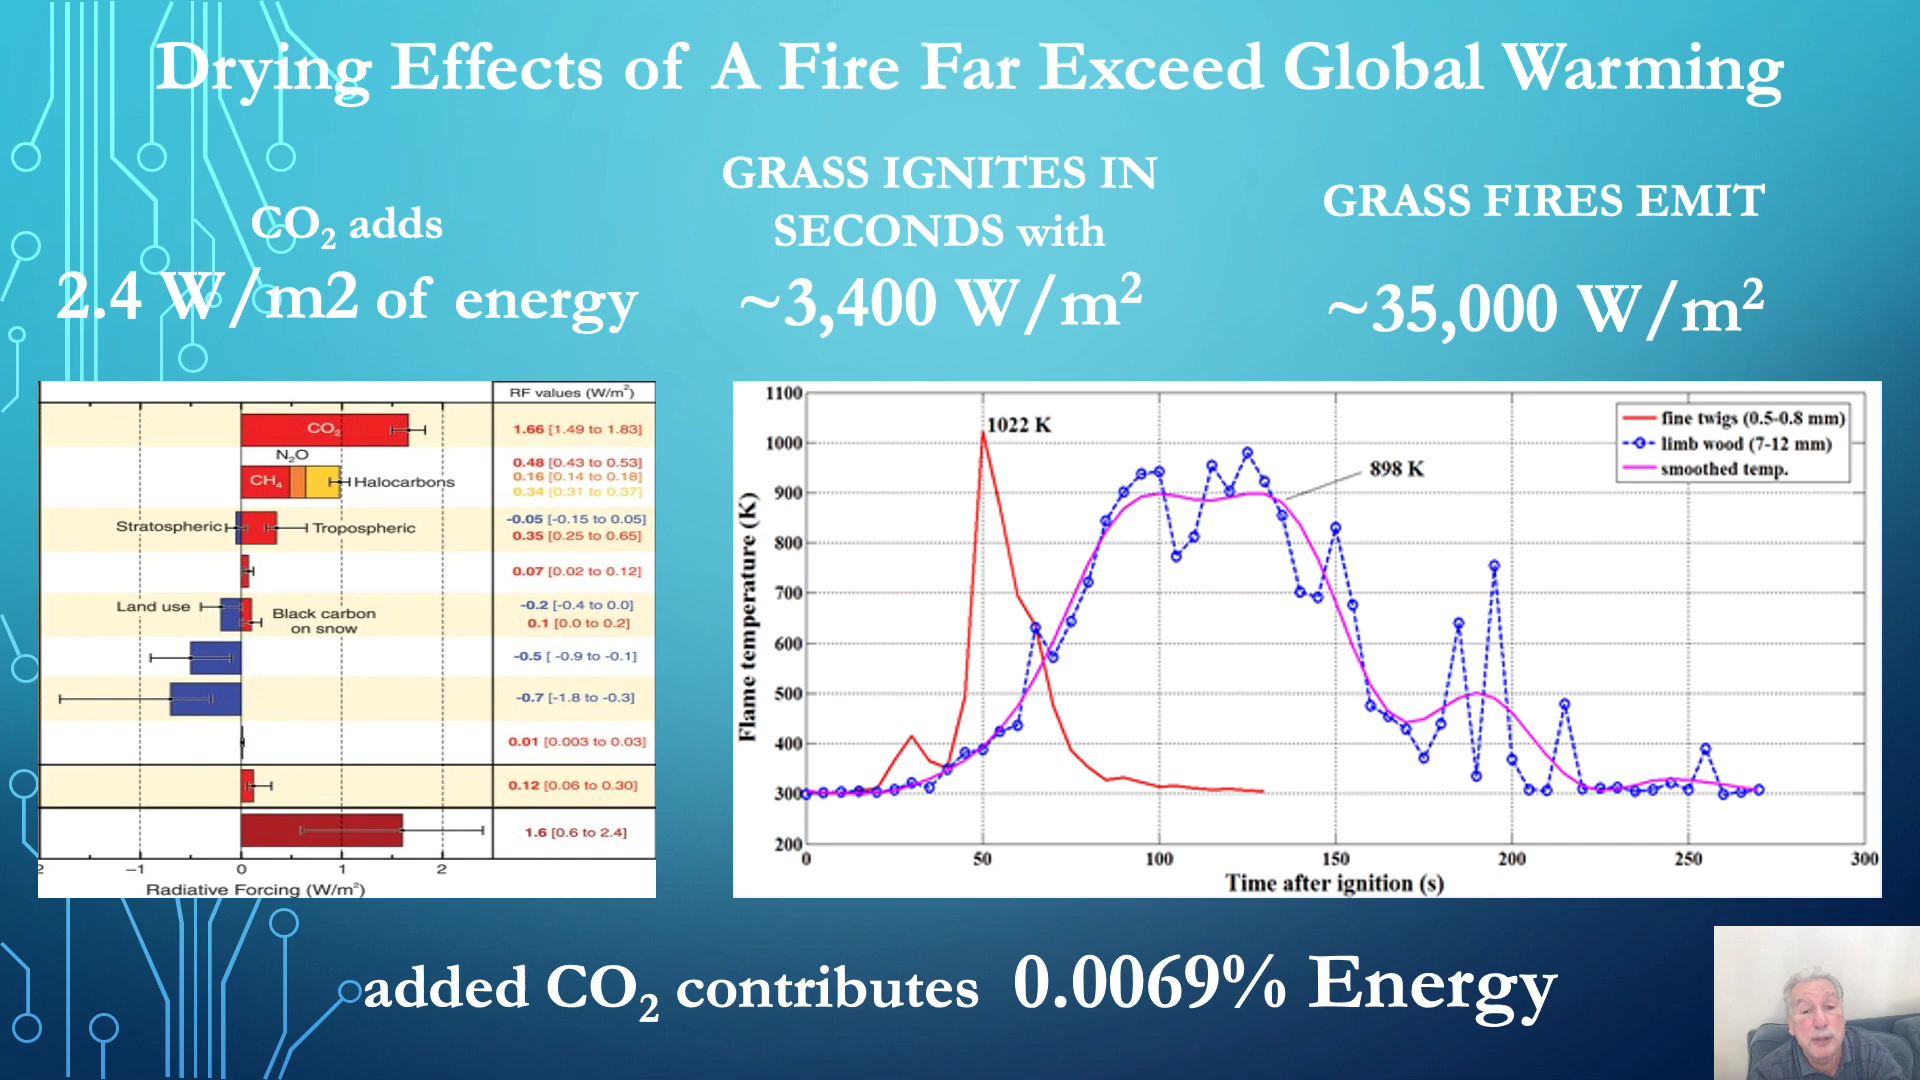 Drying Effects of A Fire Far Exceed Global Warming
CO2 adds
2.4 W/m2 of energy
GRASS IGNITES IN
SECONDS with
~3,400 W/m2
GRASS FIRES EMIT
~35,000 W/m2
RF values (W/m2)
CO2
1.66 [1.49 to 1.83]
N2O
CH4
Halocarbons
0.48 [0.43 to 0.53]
0.16 [0.14 to 0.18]
0.34 [0.31 to 0.37]
Stratospheric
Tropospheric
-0.05 [-0.15 to 0.05]
0.35 [0.25 to 0.65]
0.07 [0.02 to 0.12]
Land use
Black carbon
on snow
-0.2 [-0.4 to 0.0]
0.1 [0.0 to 0.2]
-0.5 [ -0.9 to -0.1]
-0.7 [-1.8 to -0.3]
0.01 [0.003 to 0.03]
0.12 [0.06 to 0.30]
1.6 [0.6 to 2.4]
2 −1 0 1 2
Radiative Forcing (W/m2)
1100
1000
900
800
700
600
500
400
300
200
Flame temperature (K)
1022 K
898 K
fine twigs (0.5-0.8 mm)
limb wood (7-12 mm)
smoothed temp.
0 50 100 150 200 250 300
Time after ignition (s)
added CO2 contributes 0.0069% Energy